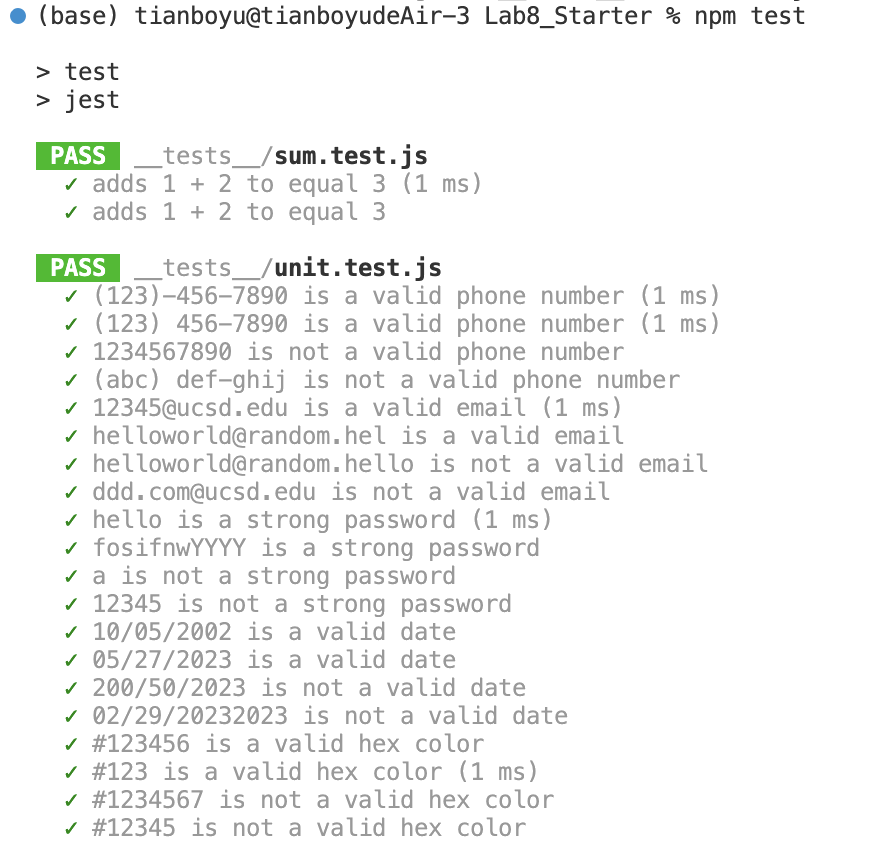 (base) tianboyu@tianboyudeAir-3 Lab8_Starter % npm test
> test
> jest
PASS __tests__/sum.test.js
✓ adds 1 + 2 to equal 3 (1 ms)
✓ adds 1 + 2 to equal 3
PASS __tests__/unit.test.js
✓ (123)-456-7890 is a valid phone number (1 ms)
✓ (123) 456-7890 is a valid phone number (1 ms)
✓ 1234567890 is not a valid phone number
✓ (abc) def-ghij is not a valid phone number
✓ 12345@ucsd.edu is a valid email (1 ms)
✓ helloworld@random.hel is a valid email
✓ helloworld@random.hello is not a valid email
✓ ddd.com@ucsd.edu is not a valid email
✓ hello is a strong password (1 ms)
✓ fosifnwYYYY is a strong password
✓ a is not a strong password
✓ 12345 is not a strong password
✓ 10/05/2002 is a valid date
✓ 05/27/2023 is a valid date
✓ 200/50/2023 is not a valid date
✓ 02/29/20232023 is not a valid date
✓ #123456 is a valid hex color
✓ #123 is a valid hex color (1 ms)
✓ #1234567 is not a valid hex color
✓ #12345 is not a valid hex color